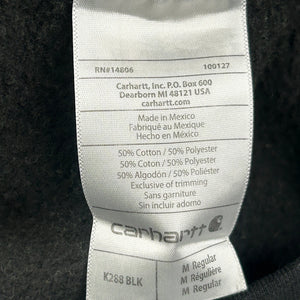 RN#14806 100127
Carhartt, Inc. P.O. Box 600
Dearborn MI 48121 USA
carhartt.com
Made in Mexico
Fabriqué au Mexique
Hecho en México
50% Cotton / 50% Polyester
50% Coton / 50% Polyester
50% Algodón / 50% Poliéster
Exclusive of trimming
Sans garniture
Sin incluir adorno
carhartt
K288 BLK
M Regular
M Régulière
M Regular